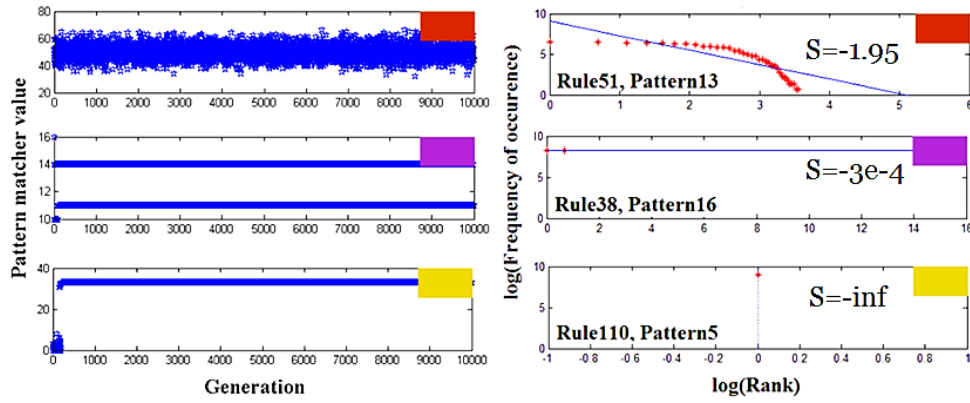 Pattern matcher value
80
60
40
20
0 1000 2000 3000 4000 5000 6000 7000 8000 9000 10000
16
14
12
10
0 1000 2000 3000 4000 5000 6000 7000 8000 9000 10000
40
20
0
0 1000 2000 3000 4000 5000 6000 7000 8000 9000 10000
Generation
log(Frequency of occurence)
10
5
0
S=-1.95
Rule51, Pattern13
0 1 2 3 4 5 6
10
5
0
S=-3e-4
Rule38, Pattern16
0 2 4 6 8 10 12 14 16
10
5
0
S=-inf
Rule110, Pattern5
-1 -0.8 -0.6 -0.4 -0.2 0 0.2 0.4 0.6 0.8 1
log(Rank)